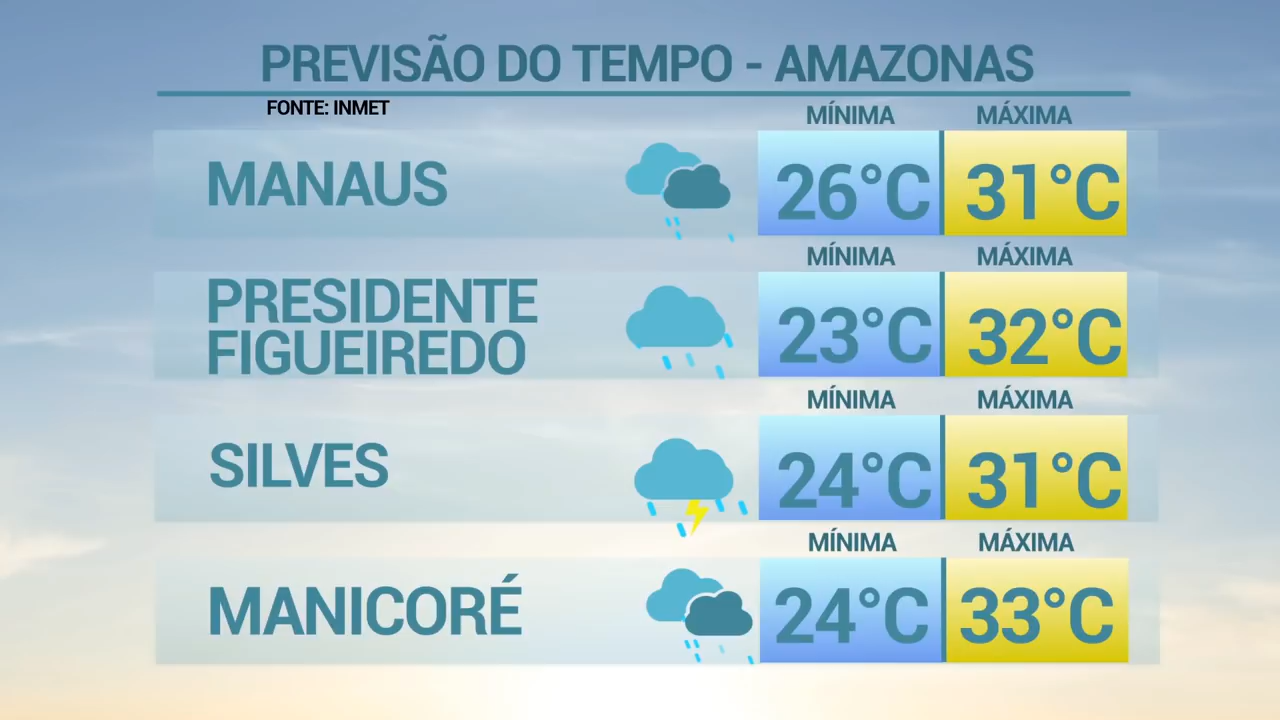 PREVISÃO DO TEMPO - AMAZONAS
FONTE: INMET
MÍNIMA MÁXIMA
MANAUS 26°C 31°C
MÍNIMA MÁXIMA
PRESIDENTE
FIGUEIREDO 23°C 32°C
MÍNIMA MÁXIMA
SILVES 24°C 31°C
MÍNIMA MÁXIMA
MANICORÉ 24°C 33°C